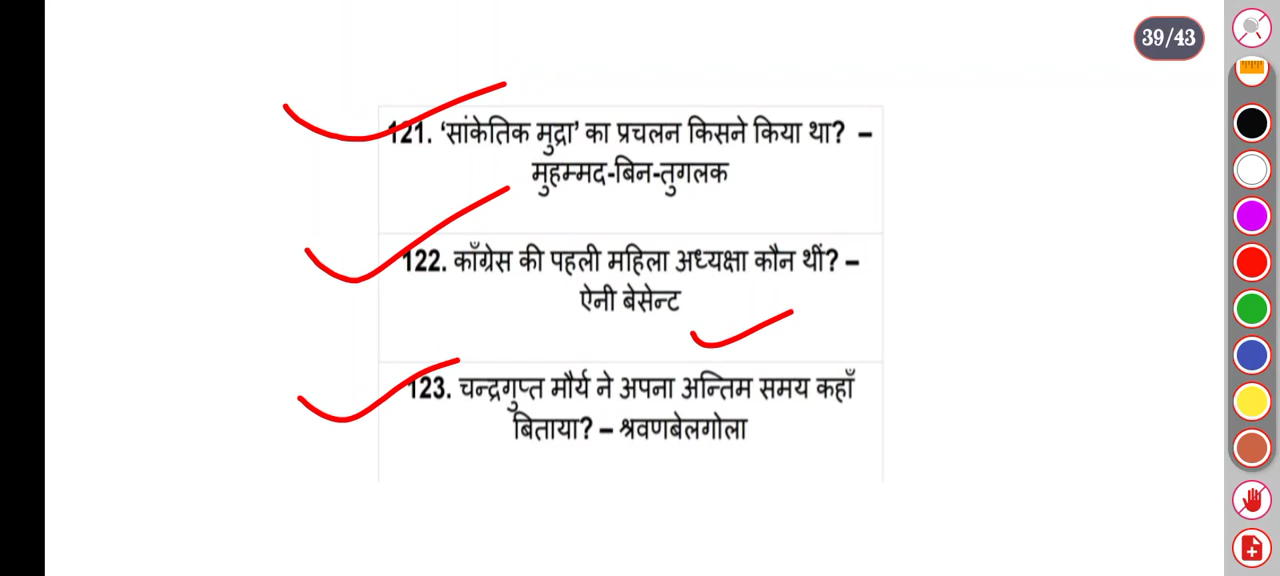 39/43
121. ‘सांकेतिक मुद्रा’ का प्रचलन किसने किया था? –
मुहम्मद-बिन-तुगलक
122. काँग्रेस की पहली महिला अध्यक्षा कौन थीं? –
ऐनी बेसेन्ट
123. चन्द्रगुप्त मौर्य ने अपना अन्तिम समय कहाँ
बिताया? – श्रवणबेलगोला